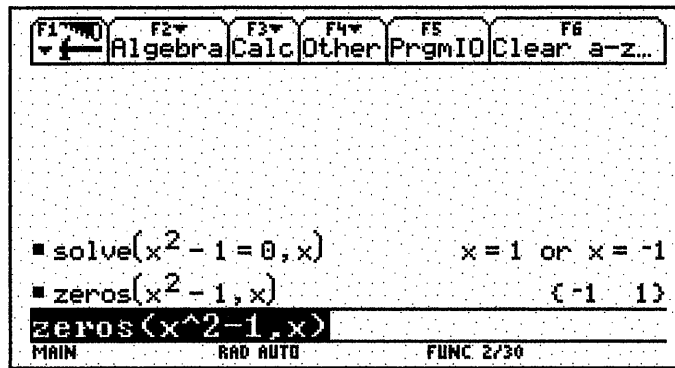 F1 F2 F3 F4 F5 F6
Algebra Calc Other PrgmIO Clear a-z…
▪ solve(x² - 1 = 0, x) x = 1 or x = ⁻1
▪ zeros(x² - 1, x) {⁻1 1}
zeros(x^2-1,x)
MAIN RAD AUTO FUNC 2/30